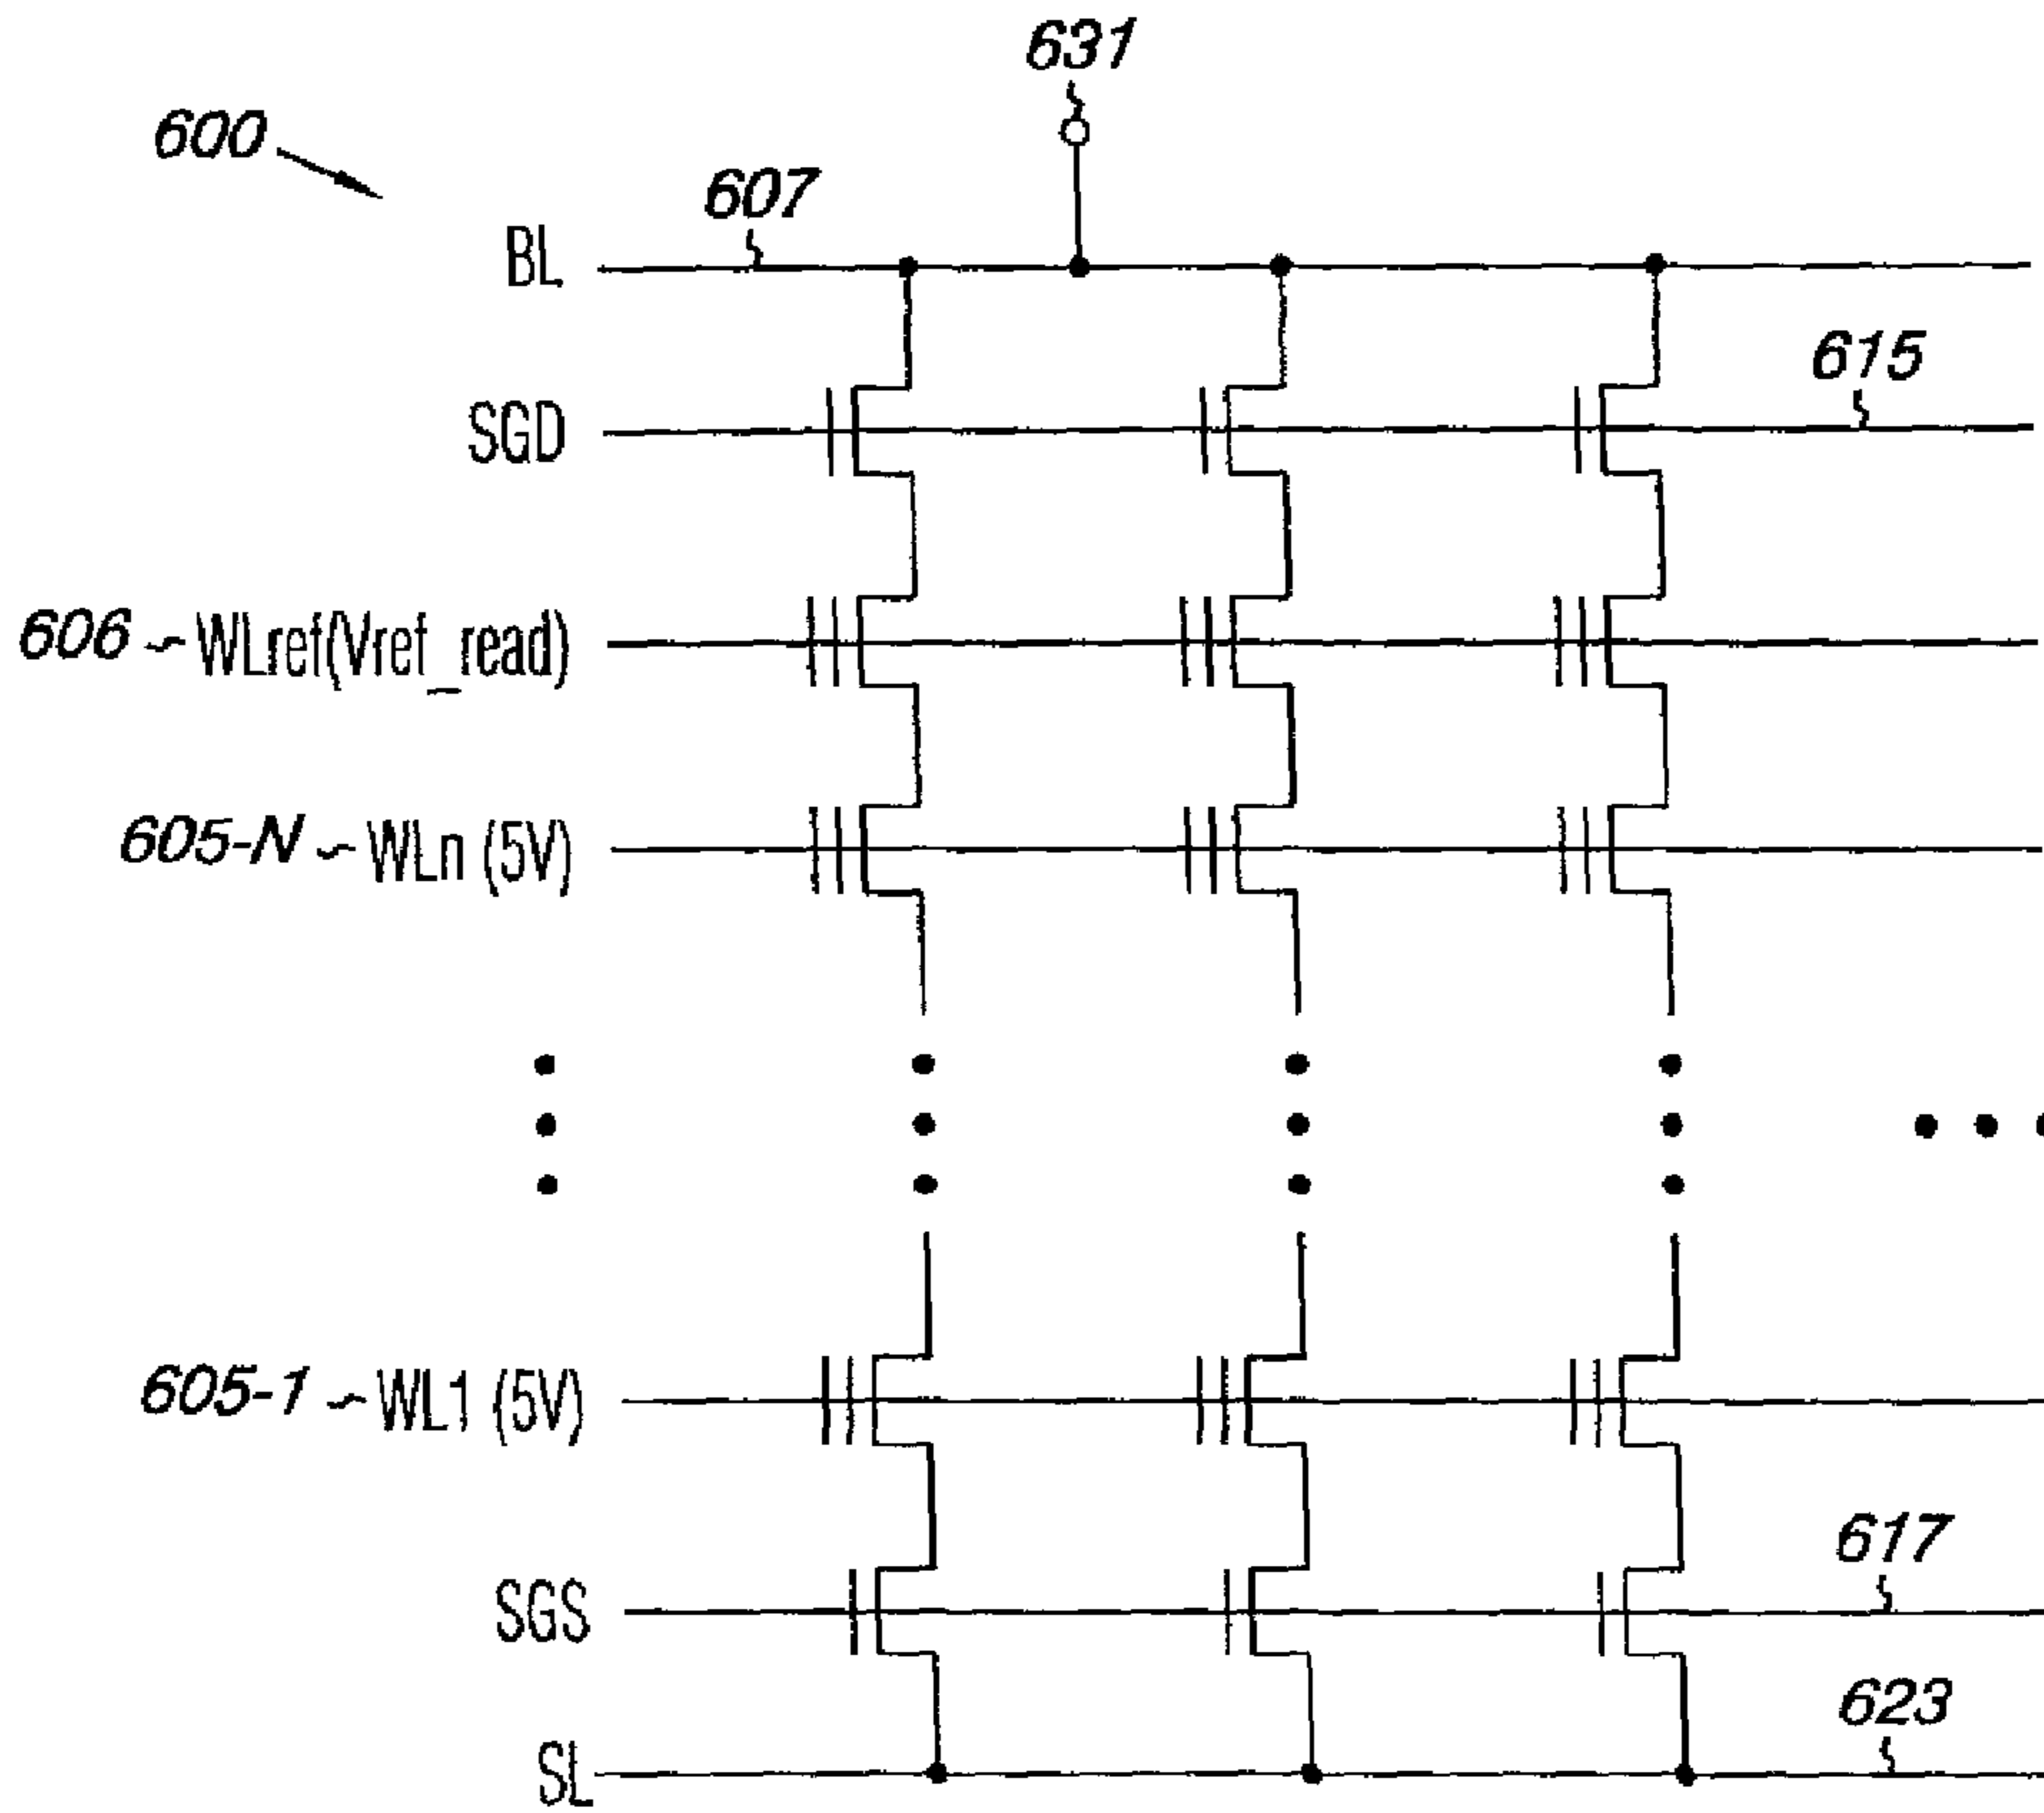 631
600
607
BL
615
SGD
606 ~ WLref(Vref_read)
605-N ~ WLn (5V)
605-1 ~ WL1 (5V)
617
SGS
623
SL